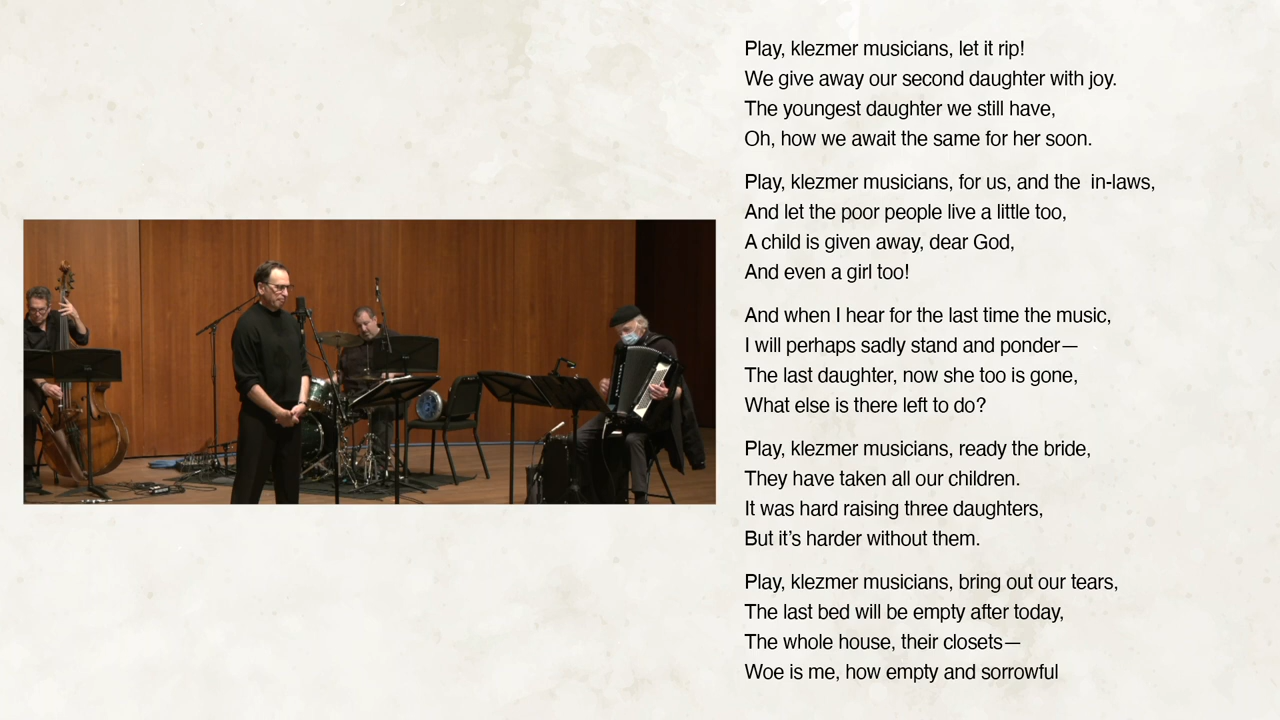 Play, klezmer musicians, let it rip!
We give away our second daughter with joy.
The youngest daughter we still have,
Oh, how we await the same for her soon.
Play, klezmer musicians, for us, and the  in-laws,
And let the poor people live a little too,
A child is given away, dear God,
And even a girl too!
And when I hear for the last time the music,
I will perhaps sadly stand and ponder—
The last daughter, now she too is gone,
What else is there left to do?
Play, klezmer musicians, ready the bride,
They have taken all our children.
It was hard raising three daughters,
But it’s harder without them.
Play, klezmer musicians, bring out our tears,
The last bed will be empty after today,
The whole house, their closets—
Woe is me, how empty and sorrowful